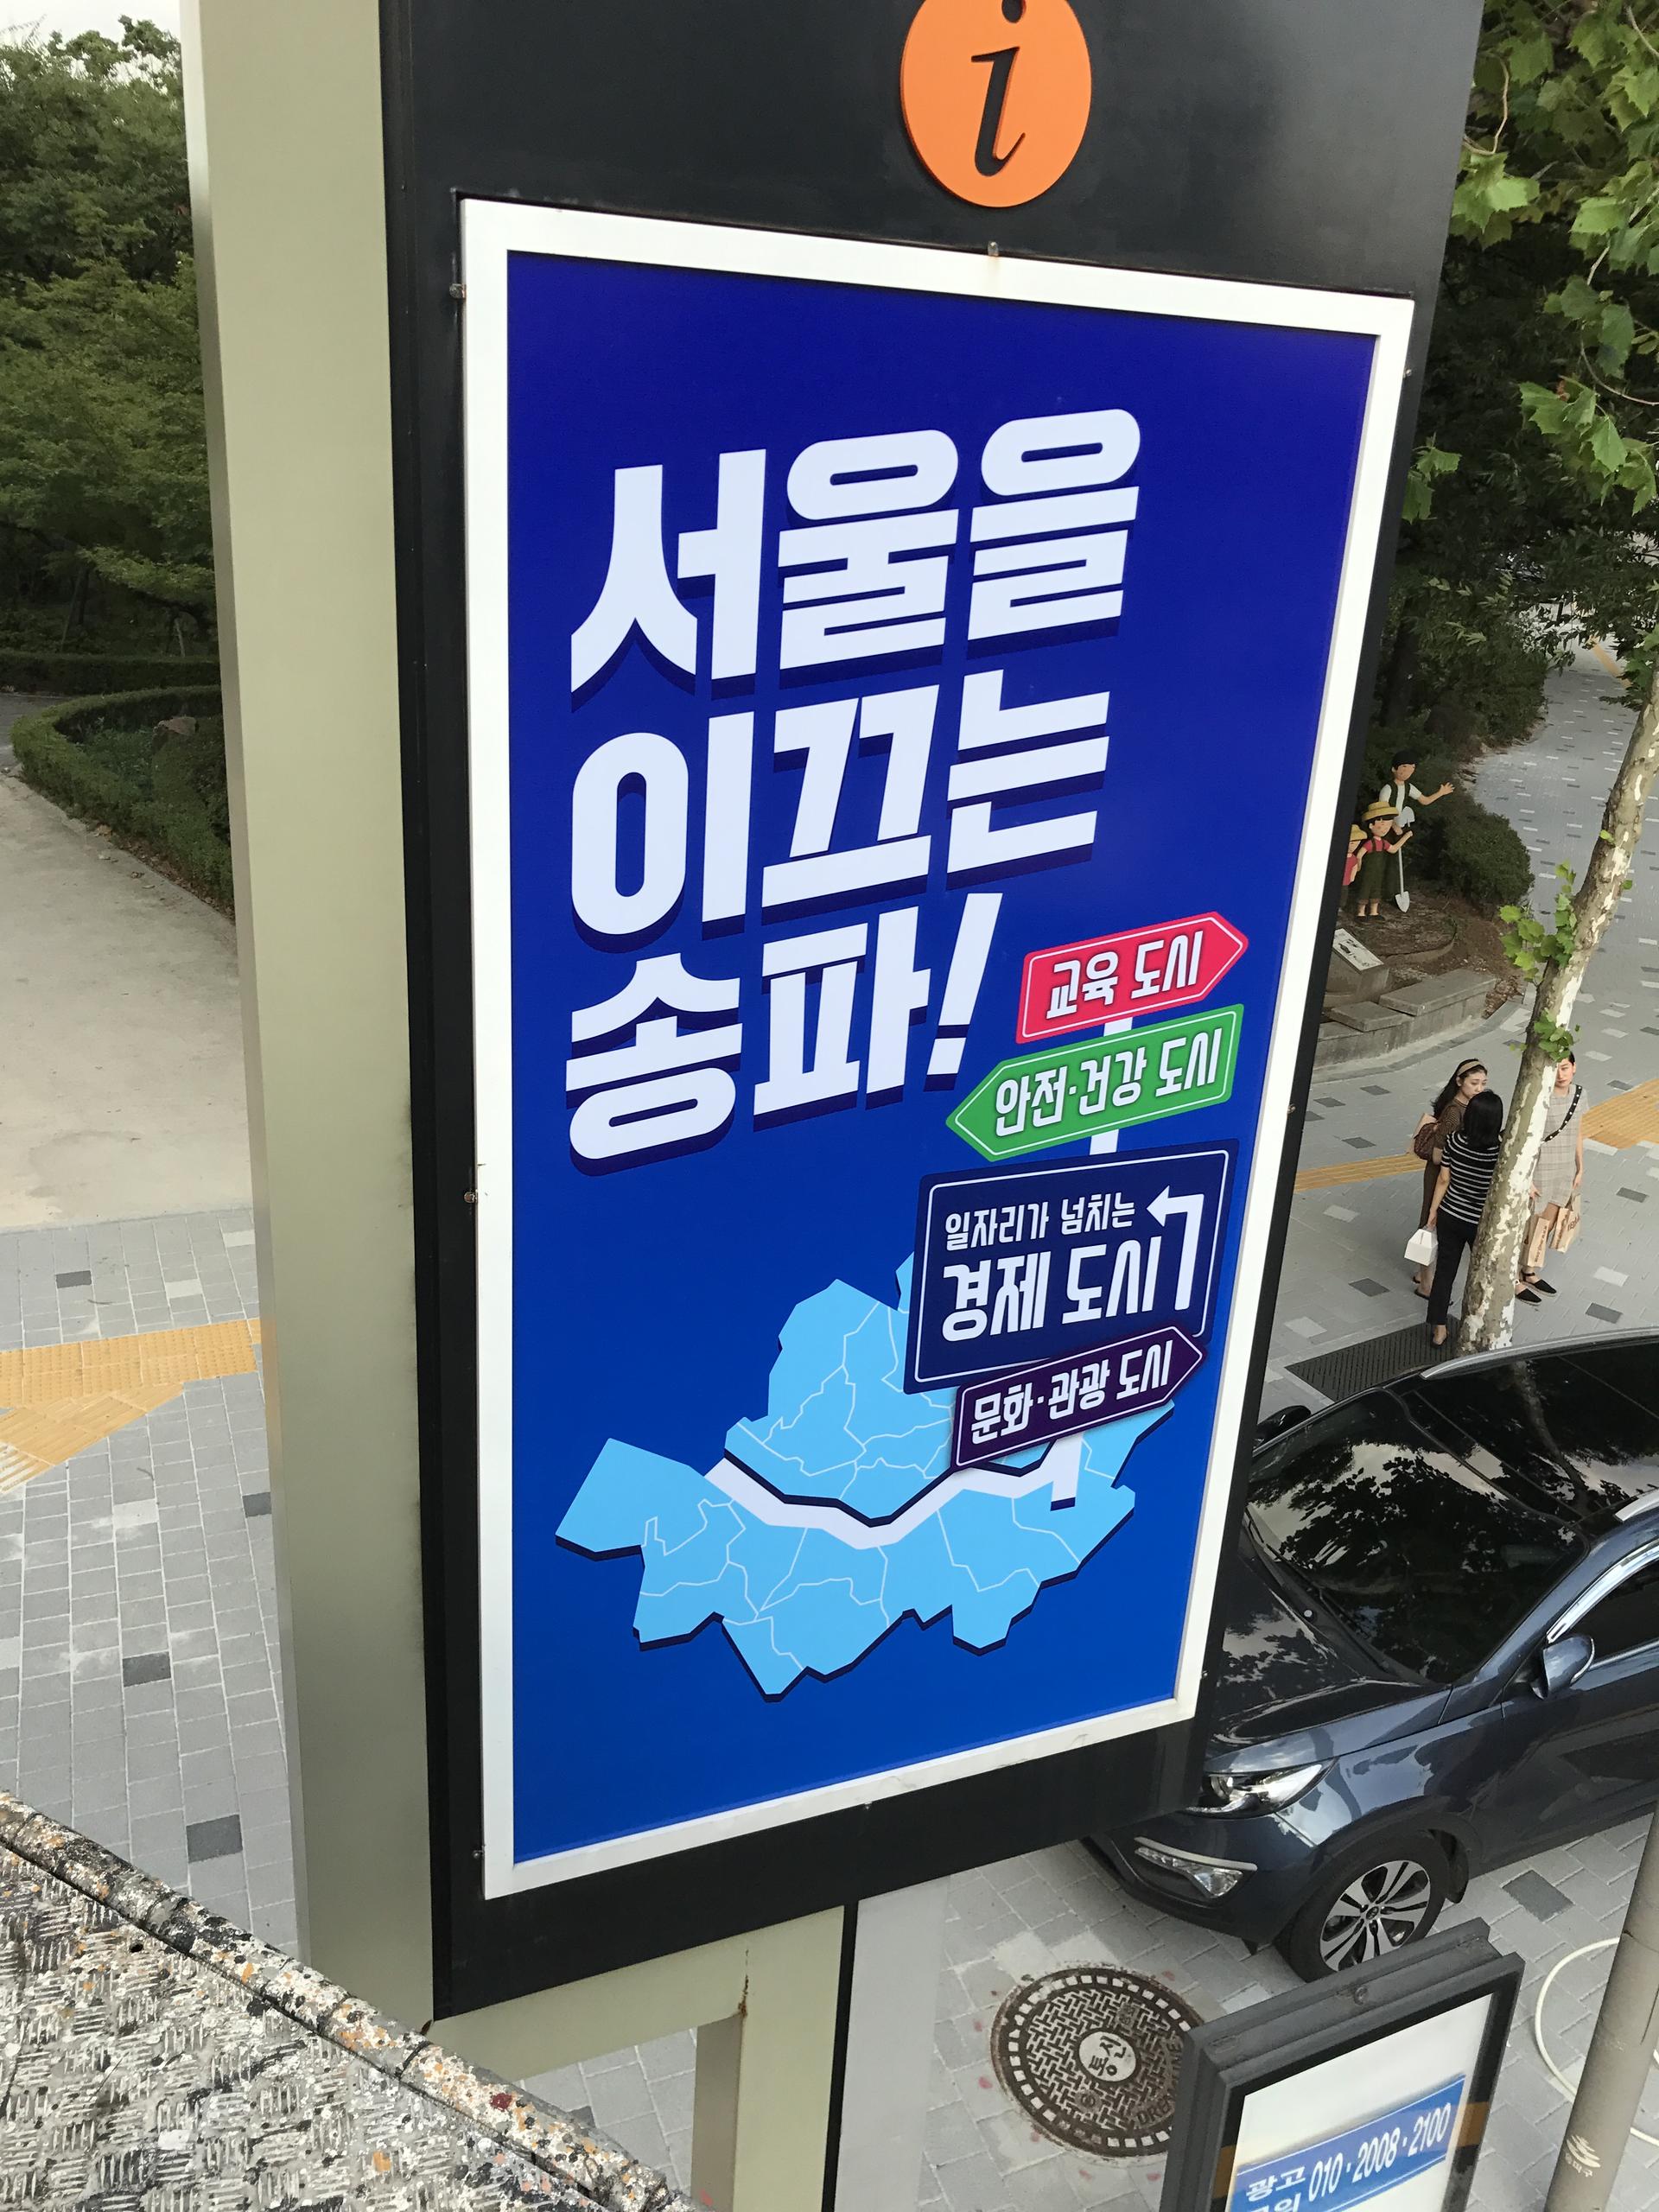 i
서울을
이끄는
송파!
교육 도시
안전·건강 도시
일자리가 넘치는
경제 도시
문화·관광 도시
통신
광고 010·2008·2100